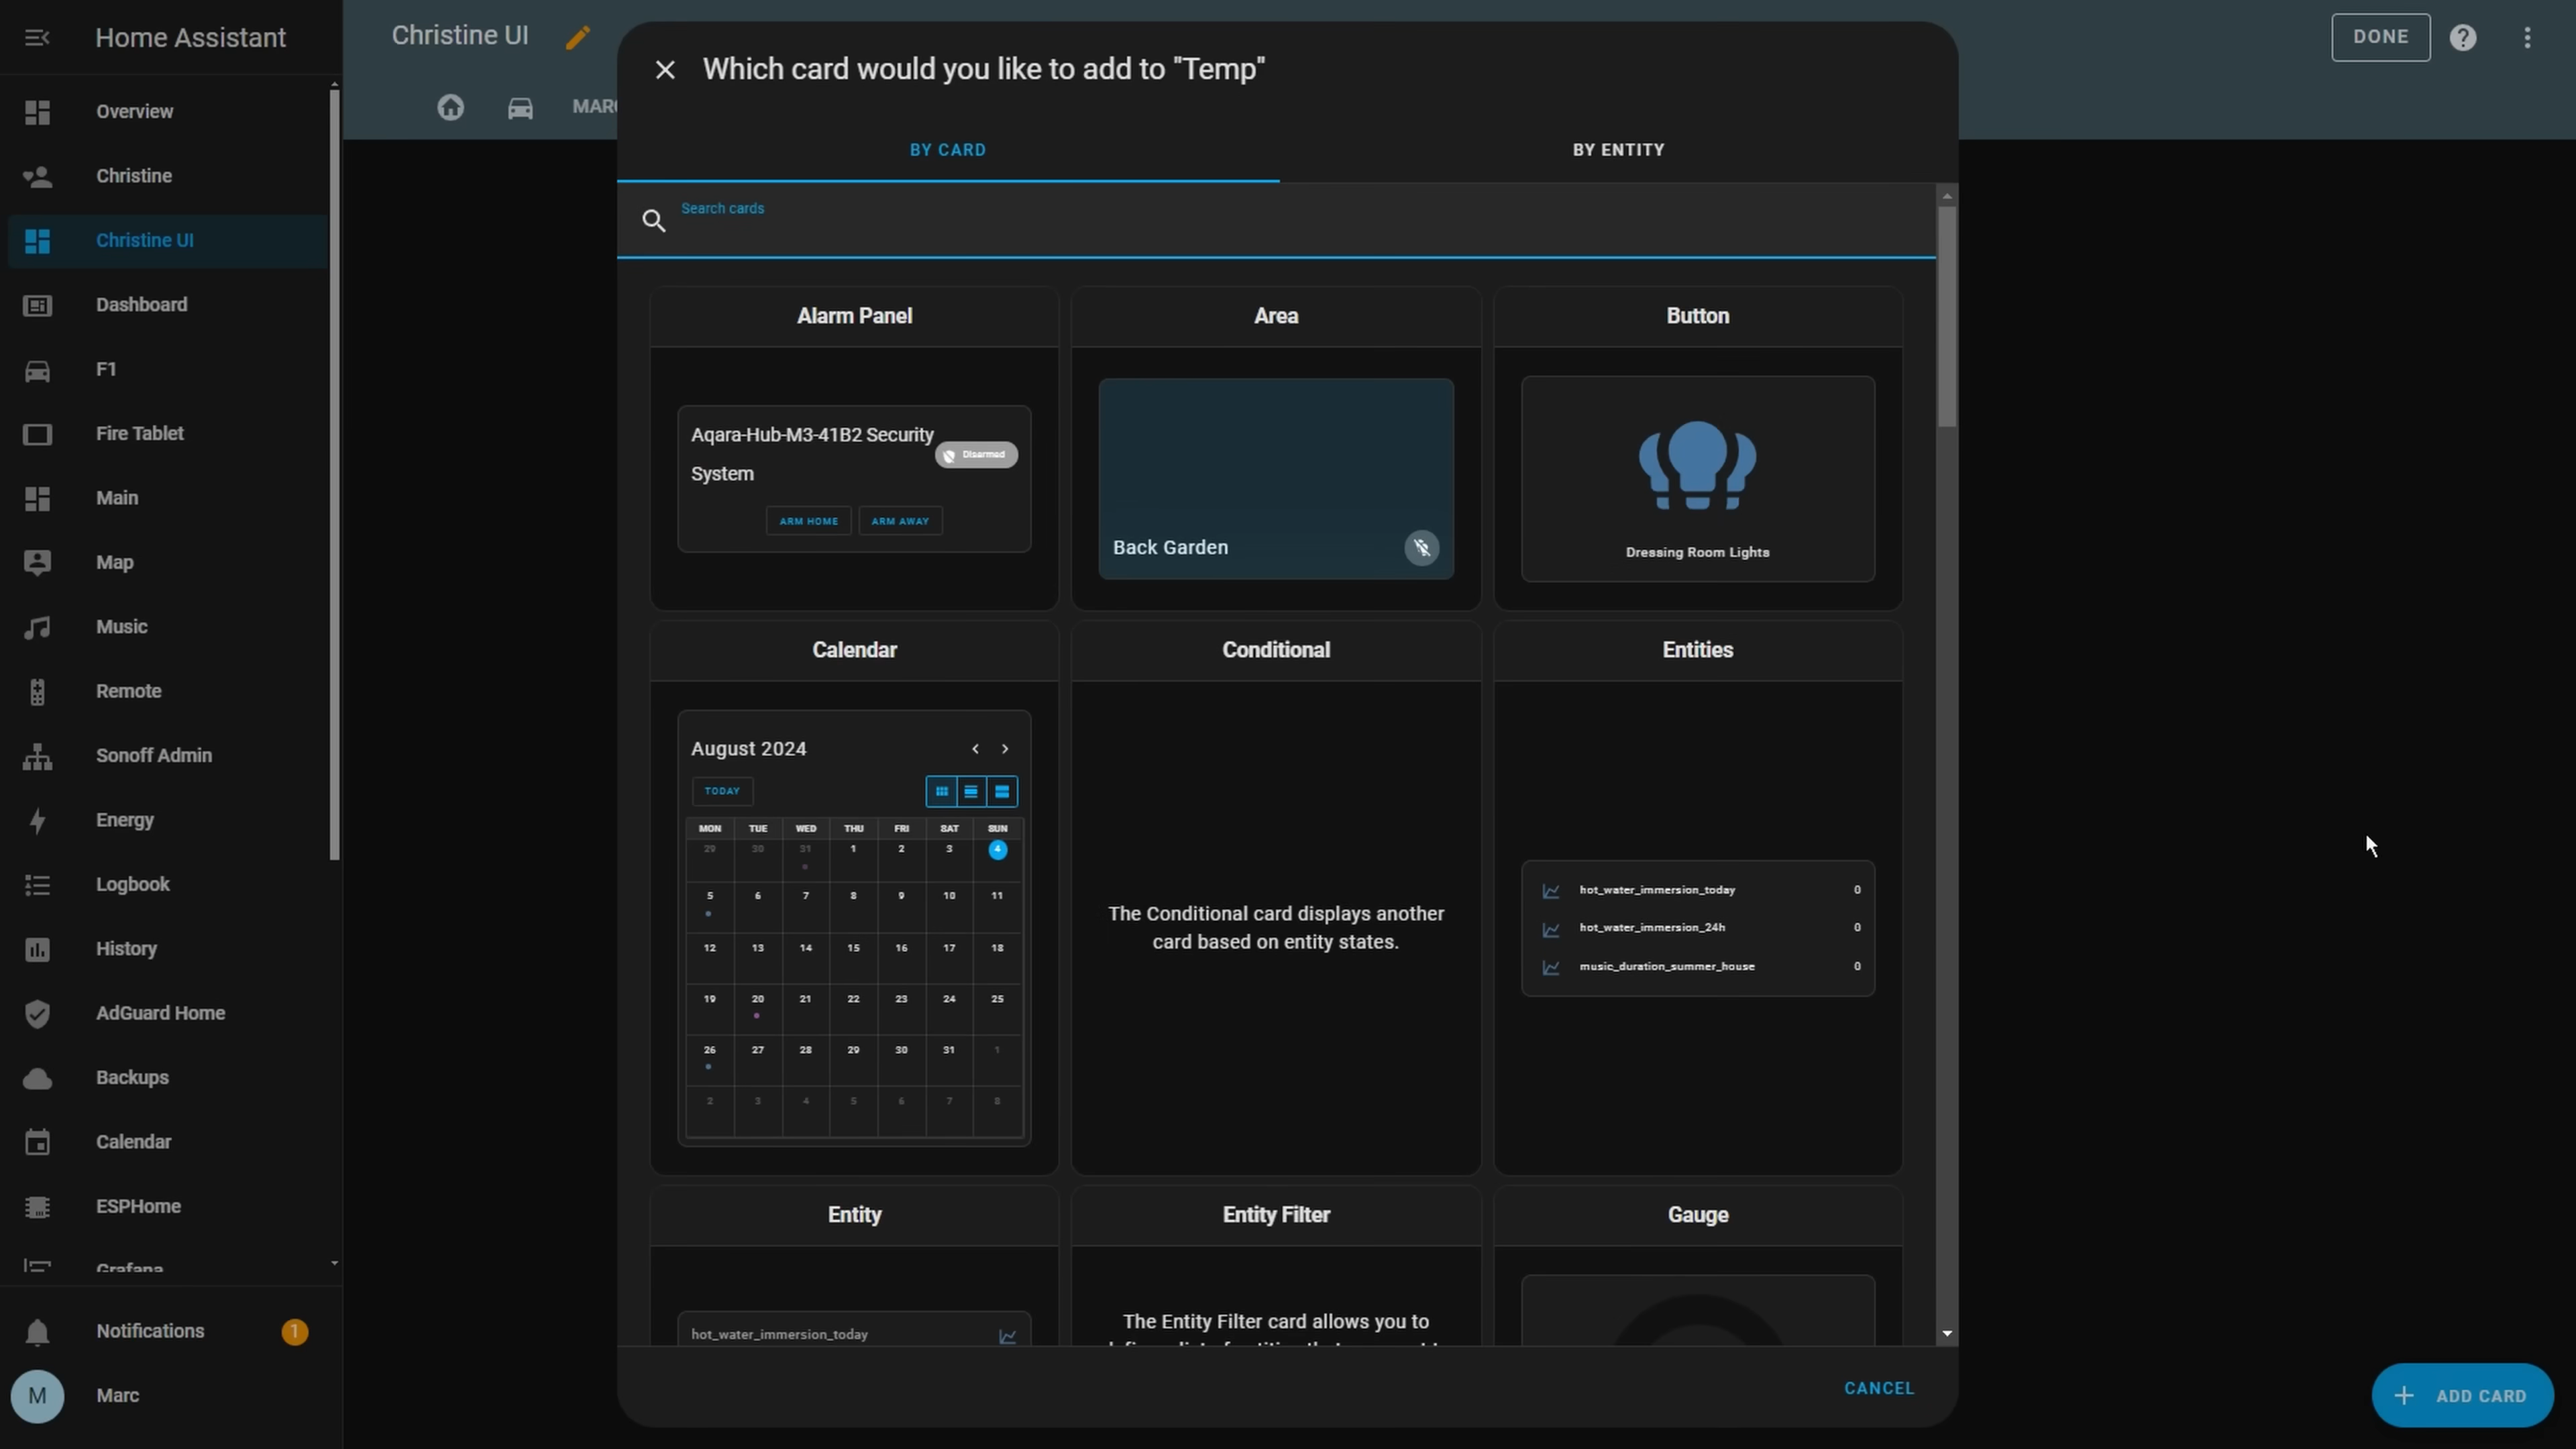 Home Assistant
Overview
Christine
Christine UI
Dashboard
F1
Fire Tablet
Main
Map
Music
Remote
Sonoff Admin
Energy
Logbook
History
AdGuard Home
Backups
Calendar
ESPHome
Grafana
Notifications
1
M
Marc
Christine UI
DONE
Which card would you like to add to "Temp"
BY CARD
BY ENTITY
Search cards
Alarm Panel
Aqara-Hub-M3-41B2 Security
System
Disarmed
ARM HOME
ARM AWAY
Area
Back Garden
Button
Dressing Room Lights
Calendar
August 2024
TODAY
MON TUE WED THU FRI SAT SUN
29 30 31 1 2 3 4
5 6 7 8 9 10 11
12 13 14 15 16 17 18
19 20 21 22 23 24 25
26 27 28 29 30 31 1
2 3 4 5 6 7 8
Conditional
The Conditional card displays another
card based on entity states.
Entities
hot_water_immersion_today 0
hot_water_immersion_24h 0
music_duration_summer_house 0
Entity
hot_water_immersion_today
Entity Filter
The Entity Filter card allows you to
Gauge
CANCEL
ADD CARD